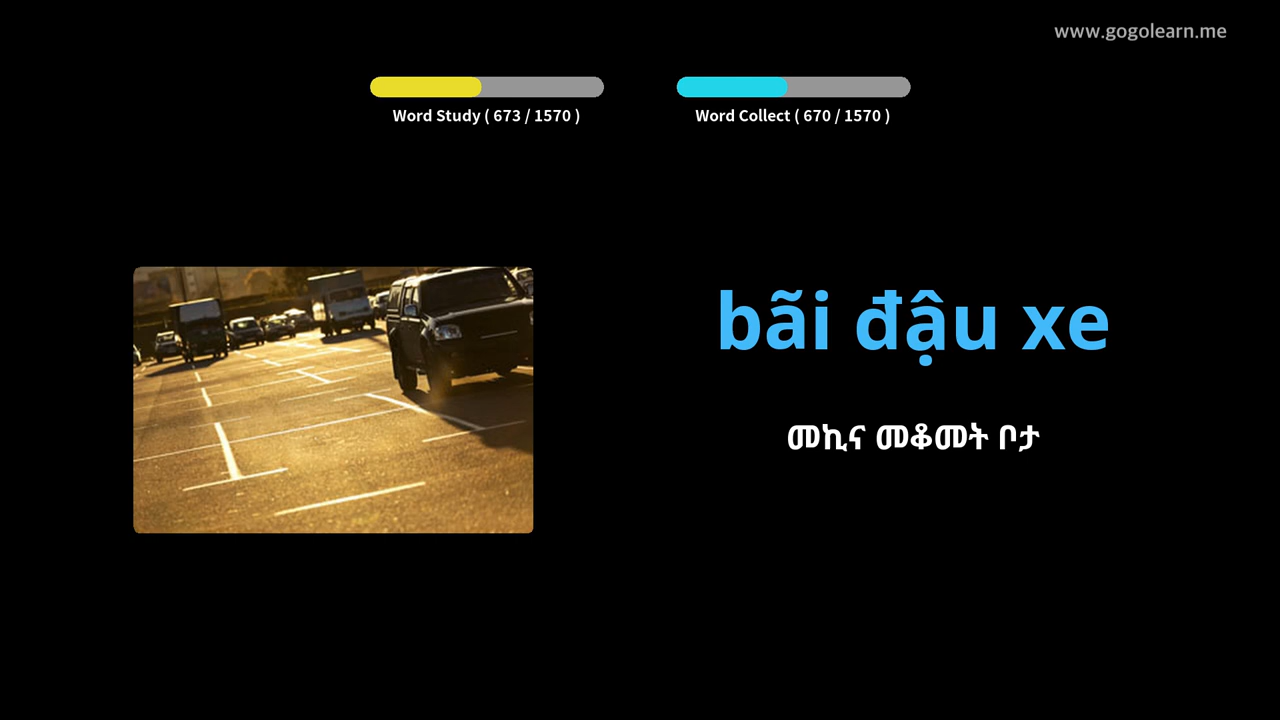 www.gogolearn.me
Word Study ( 673 / 1570 )
Word Collect ( 670 / 1570 )
bãi đậu xe
መኪና መቆመት ቦታ